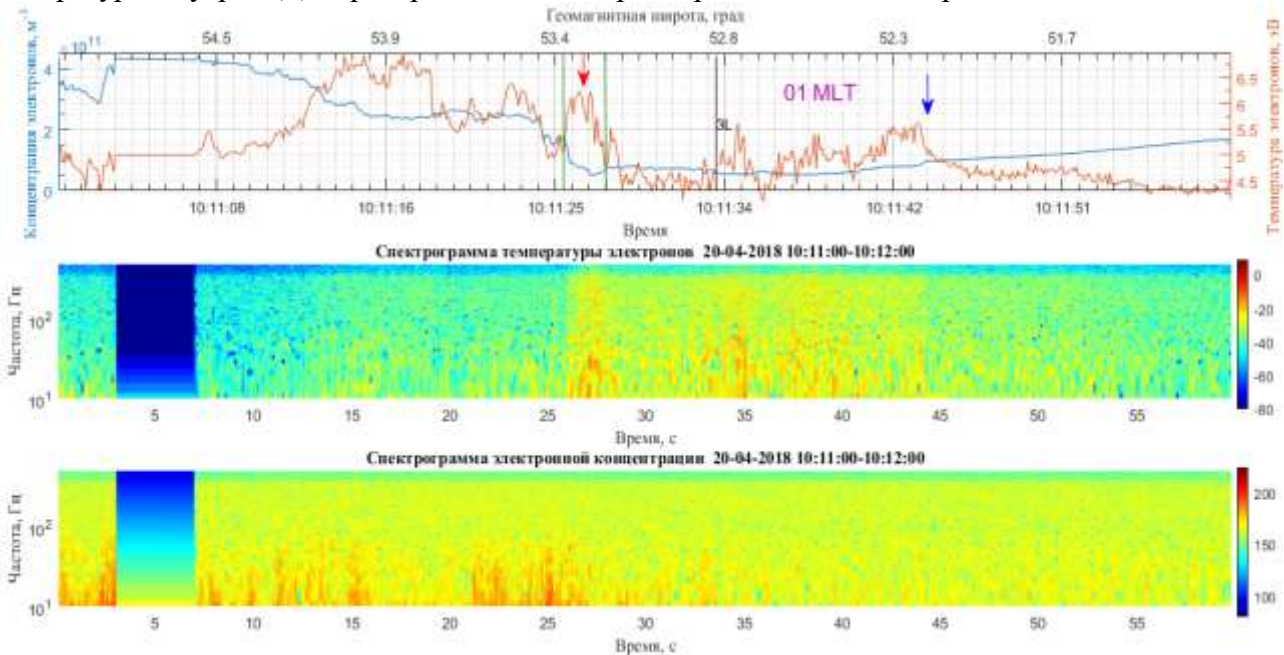 Геомагнитная широта, град
54.5 53.9 53.4 52.8 52.3 51.7
× 10¹¹
Концентрация электронов, м⁻³
4
2
0
Температура электронов, эВ
6.5
6
5.5
5
4.5
01 MLT
3L
10:11:08 10:11:16 10:11:25 10:11:34 10:11:42 10:11:51
Время
Спектрограмма температуры электронов 20-04-2018 10:11:00-10:12:00
Частота, Гц
10²
10¹
0
-20
-40
-60
-80
5 10 15 20 25 30 35 40 45 50 55
Время, с
Спектрограмма электронной концентрации 20-04-2018 10:11:00-10:12:00
Частота, Гц
10²
10¹
200
150
100
5 10 15 20 25 30 35 40 45 50 55
Время, с